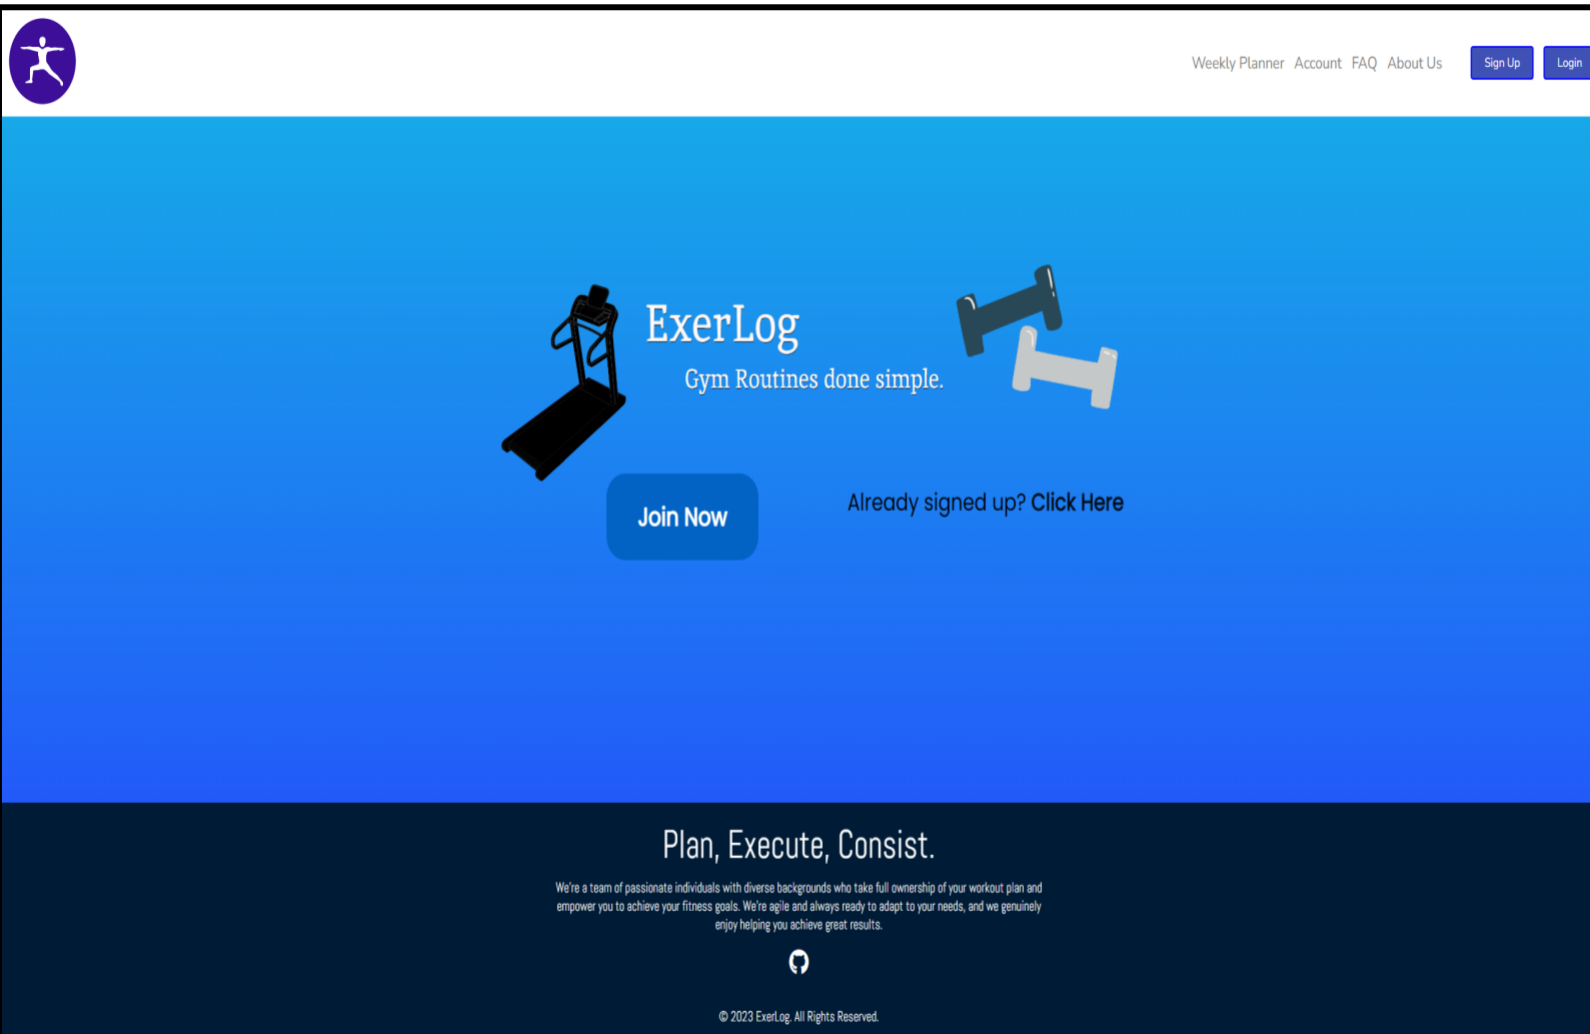 Weekly Planner Account FAQ About Us Sign Up Login
ExerLog
Gym Routines done simple.
Join Now
Already signed up? Click Here
Plan, Execute, Consist.
We're a team of passionate individuals with diverse backgrounds who take full ownership of your workout plan and
empower you to achieve your fitness goals. We're agile and always ready to adapt to your needs, and we genuinely
enjoy helping you achieve great results.
© 2023 ExerLog. All Rights Reserved.